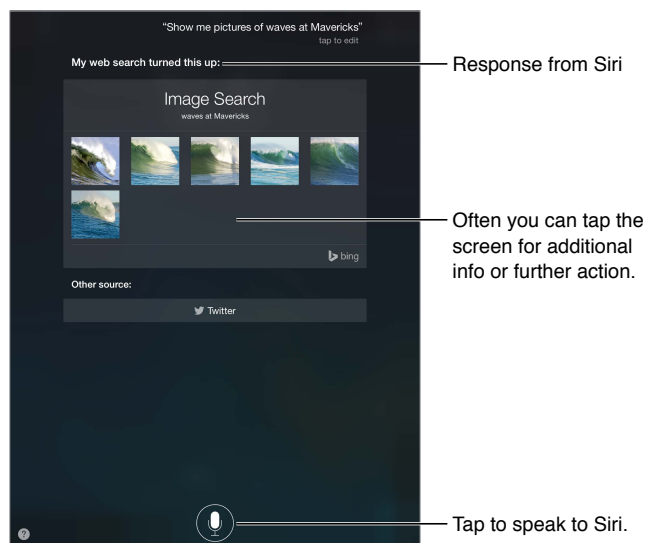 “Show me pictures of waves at Mavericks”
tap to edit
My web search turned this up:
Response from Siri
Image Search
waves at Mavericks
Often you can tap the
screen for additional
info or further action.
bing
Other source:
Twitter
Tap to speak to Siri.
?